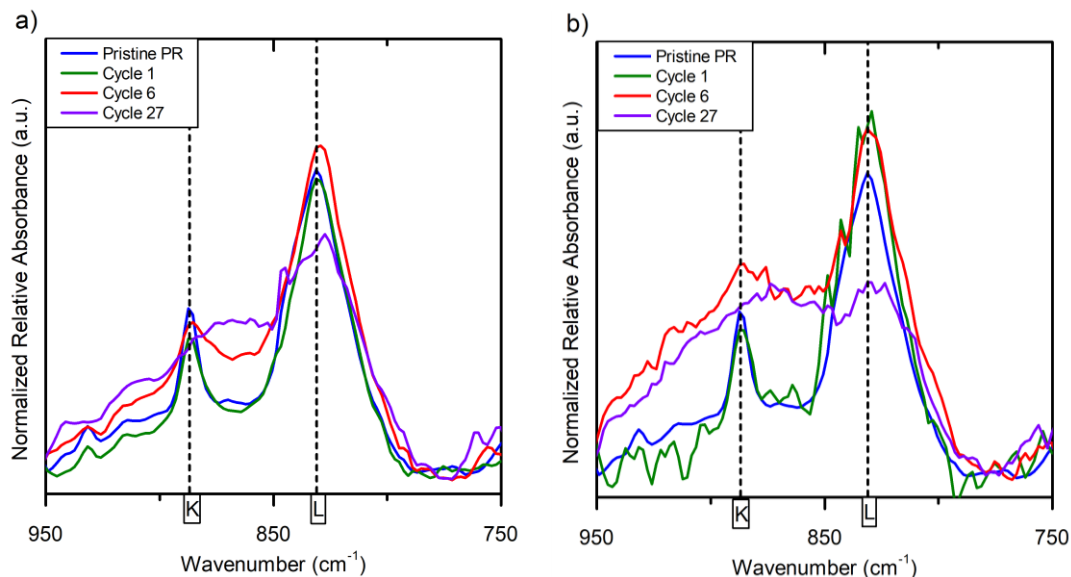 a)
Normalized Relative Absorbance (a.u.)
Pristine PR
Cycle 1
Cycle 6
Cycle 27
K
L
950
850
750
Wavenumber (cm⁻¹)
b)
Normalized Relative Absorbance (a.u.)
Pristine PR
Cycle 1
Cycle 6
Cycle 27
K
L
950
850
750
Wavenumber (cm⁻¹)